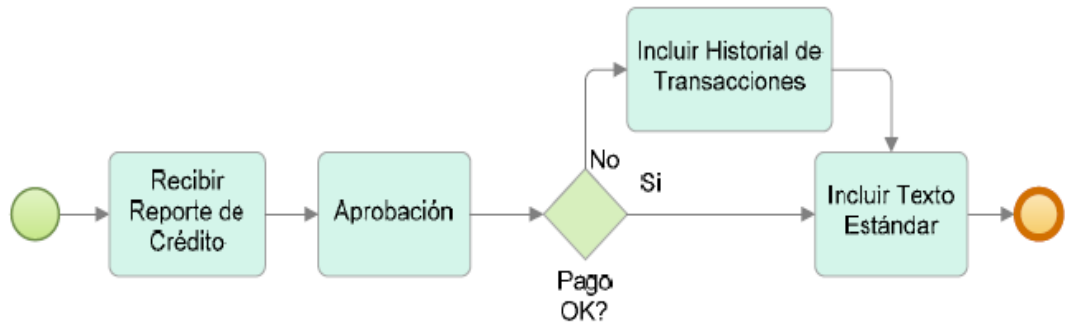 Incluir Historial de
Transacciones
Recibir
Reporte de
Crédito
Aprobación
No
Si
Pago
OK?
Incluir Texto
Estándar